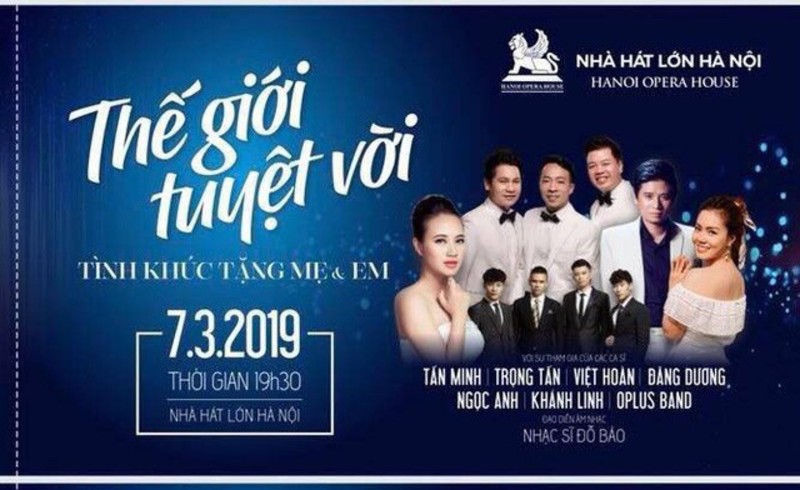 Thế giới
tuyệt vời
TÌNH KHÚC TẶNG MẸ & EM
7.3.2019
THỜI GIAN 19h30
NHÀ HÁT LỚN HÀ NỘI
HANOI OPERA HOUSE
NHÀ HÁT LỚN HÀ NỘI
HANOI OPERA HOUSE
VỚI SỰ THAM GIA CỦA CÁC CA SĨ
TẤN MINH | TRỌNG TẤN | VIỆT HOÀN | ĐĂNG DƯƠNG
NGỌC ANH | KHÁNH LINH | OPLUS BAND
ĐẠO DIỄN ÂM NHẠC
NHẠC SĨ ĐỖ BẢO